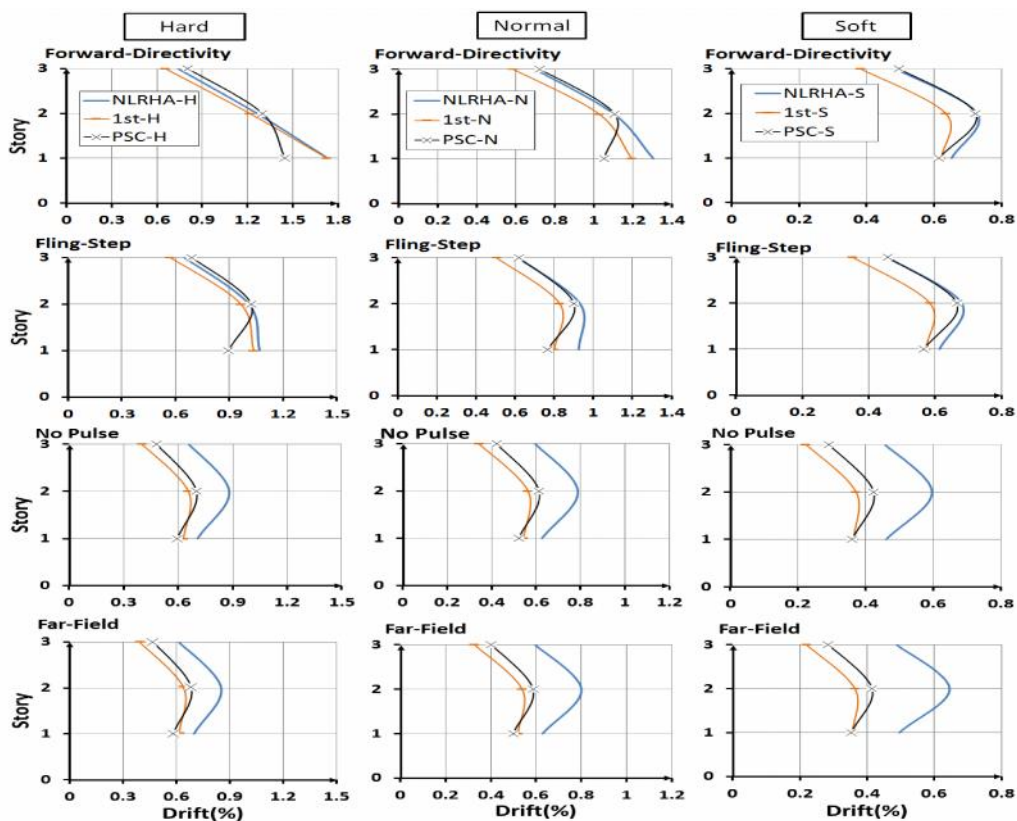 Hard Normal Soft
Forward-Directivity Forward-Directivity Forward-Directivity
3 3 3
NLRHA-H NLRHA-N NLRHA-S
1st-H 1st-N 1st-S
PSC-H PSC-N PSC-S
Story
2 2 2
1 1 1
0 0 0
0 0.3 0.6 0.9 1.2 1.5 1.8 0 0.2 0.4 0.6 0.8 1 1.2 1.4 0 0.2 0.4 0.6 0.8
Fling-Step Fling-Step Fling-Step
3 3 3
Story
2 2 2
1 1 1
0 0 0
0 0.3 0.6 0.9 1.2 1.5 0 0.2 0.4 0.6 0.8 1 1.2 1.4 0 0.2 0.4 0.6 0.8
No Pulse No Pulse No Pulse
3 3 3
Story
2 2 2
1 1 1
0 0 0
0 0.3 0.6 0.9 1.2 1.5 0 0.2 0.4 0.6 0.8 1 1.2 0 0.2 0.4 0.6 0.8
Far-Field Far-Field Far-Field
3 3 3
Story
2 2 2
1 1 1
0 0 0
0 0.3 0.6 0.9 1.2 1.5 0 0.2 0.4 0.6 0.8 1 1.2 0 0.2 0.4 0.6 0.8
Drift(%) Drift(%) Drift(%)